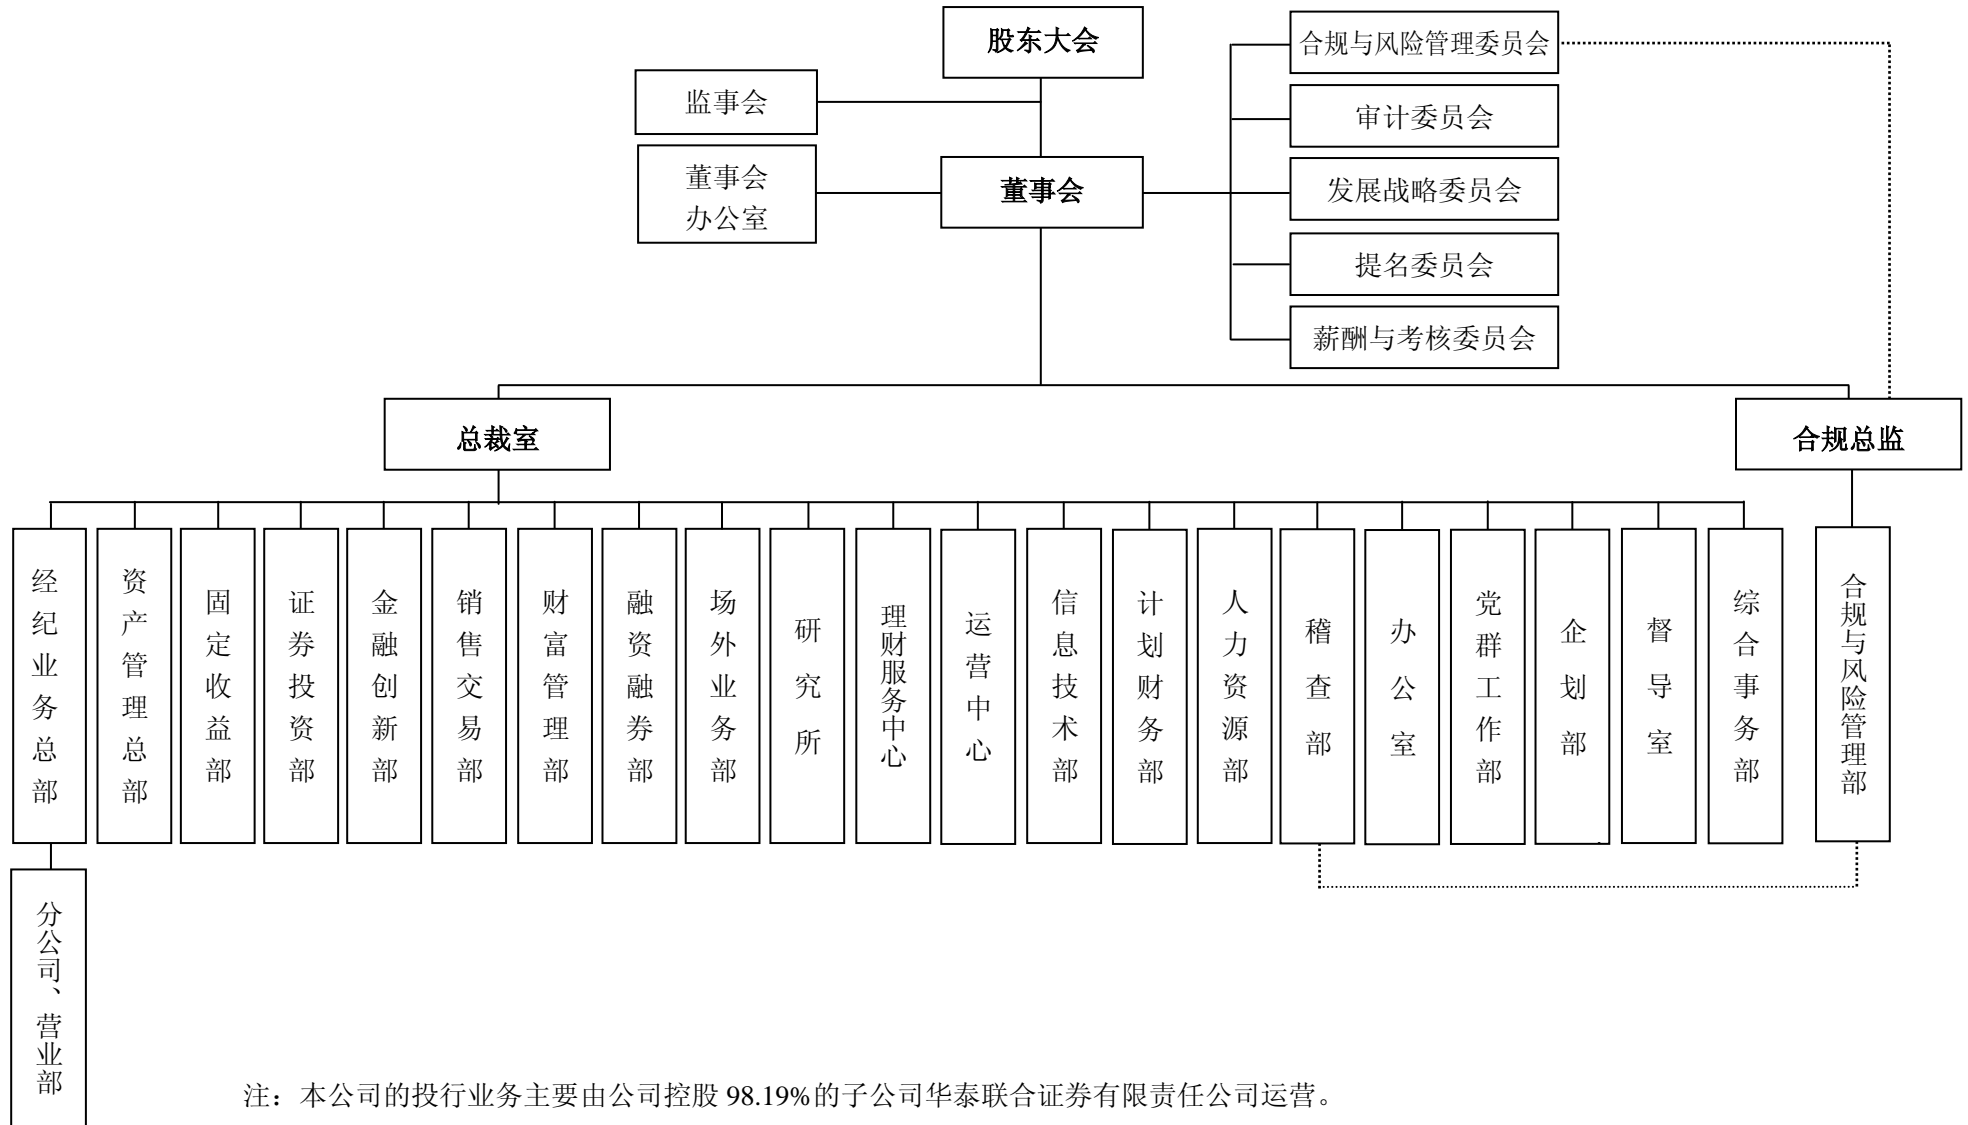 股东大会
合规与风险管理委员会
监事会
审计委员会
董事会
办公室
董事会
发展战略委员会
提名委员会
薪酬与考核委员会
总裁室
合规总监
经纪业务总部
资产管理总部
固定收益部
证券投资部
金融创新部
销售交易部
财富管理部
融资融券部
场外业务部
研究所
理财服务中心
运营中心
信息技术部
计划财务部
人力资源部
稽查部
办公室
党群工作部
企划部
督导室
综合事务部
合规与风险管理部
分公司、营业部
注：本公司的投行业务主要由公司控股 98.19%的子公司华泰联合证券有限责任公司运营。